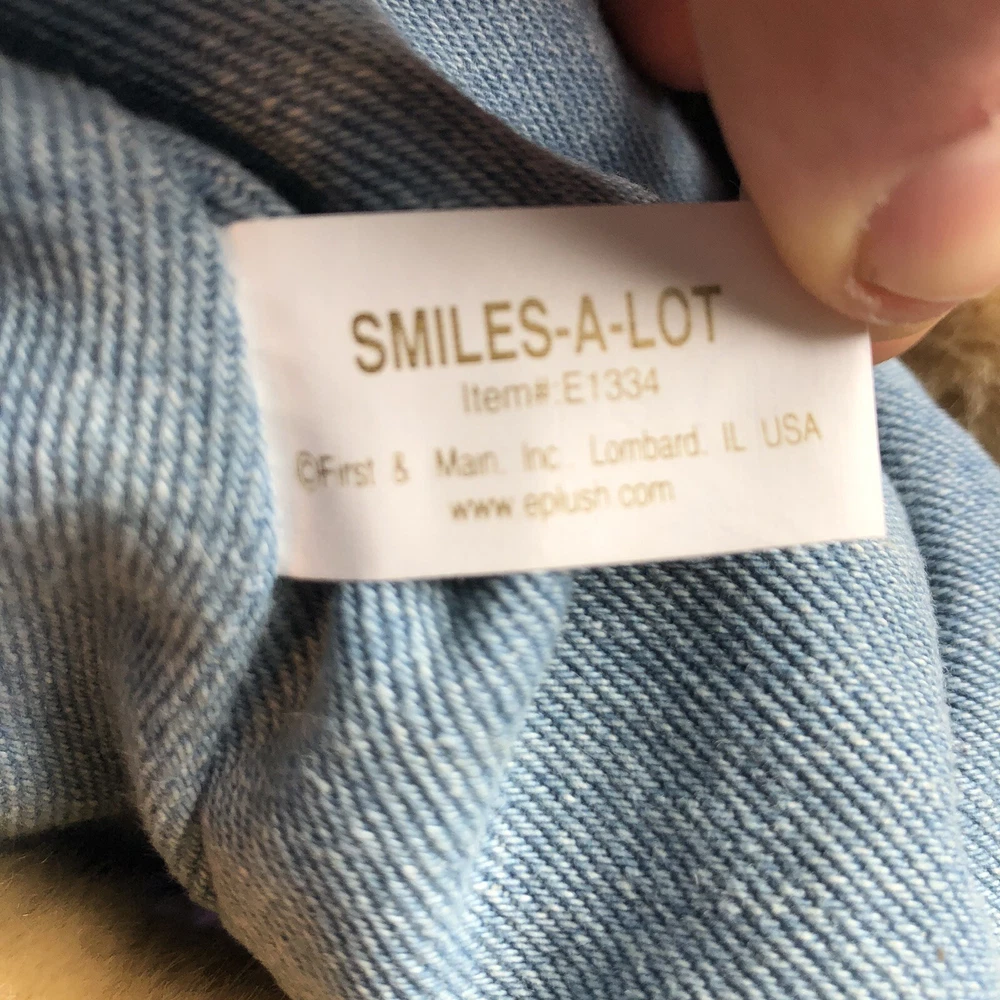 SMILES-A-LOT
Item#:E1334
©First & Main. Inc. Lombard. IL USA
www.eplush.com